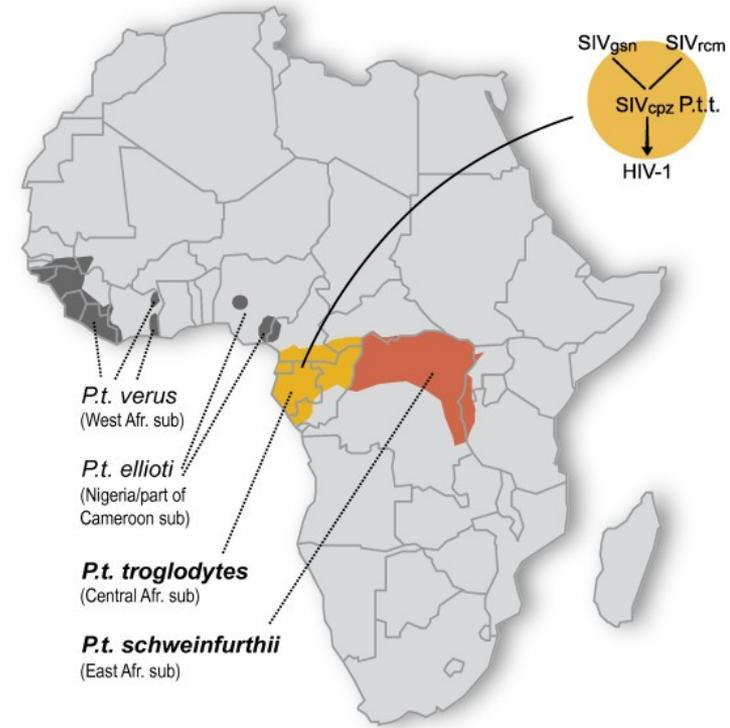 SIVgsn SIVrcm
SIVcpz P.t.t.
HIV-1
P.t. verus
(West Afr. sub)
P.t. ellioti
(Nigeria/part of
Cameroon sub)
P.t. troglodytes
(Central Afr. sub)
P.t. schweinfurthii
(East Afr. sub)